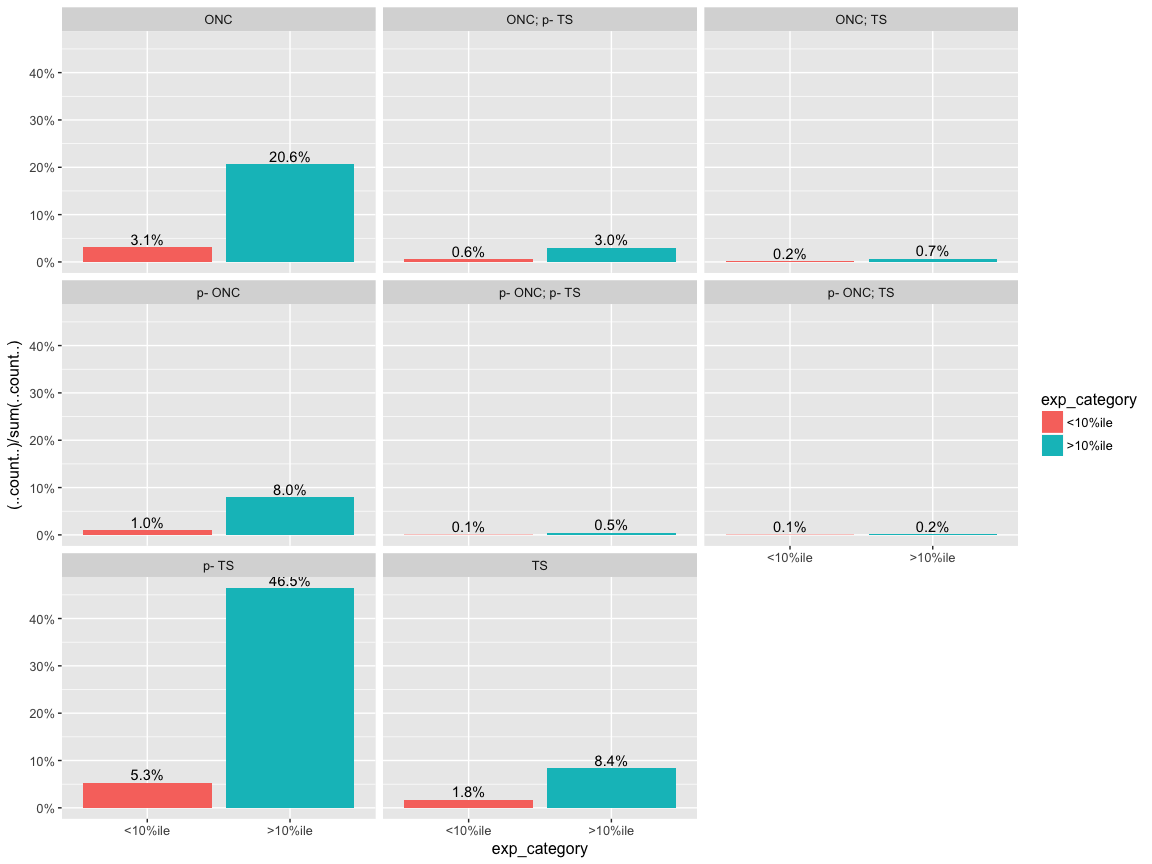 ONC
ONC; p- TS
ONC; TS
40%
30%
20%
10%
0%
3.1%
20.6%
0.6%
3.0%
0.2%
0.7%
p- ONC
p- ONC; p- TS
p- ONC; TS
40%
30%
20%
10%
0%
1.0%
8.0%
0.1%
0.5%
0.1%
0.2%
<10%ile
>10%ile
p- TS
TS
40%
30%
20%
10%
0%
5.3%
46.5%
1.8%
8.4%
<10%ile
>10%ile
<10%ile
>10%ile
exp_category
(..count..)/sum(..count..)
exp_category
<10%ile
>10%ile